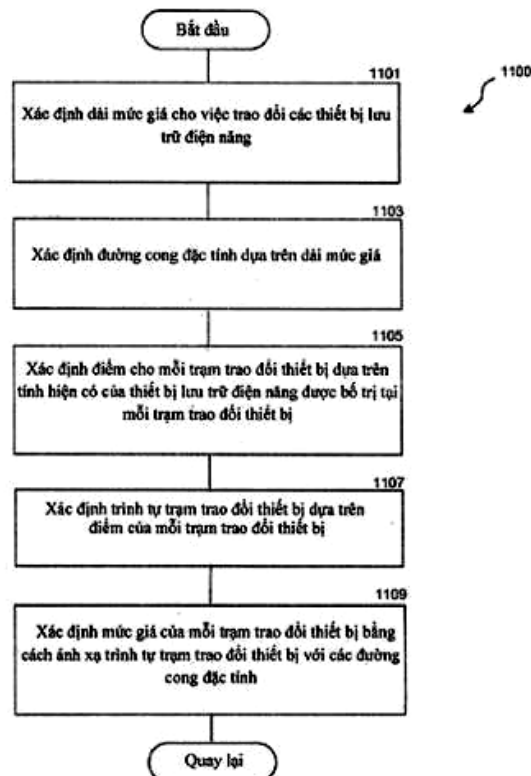 Bắt đầu
1101
1100
Xác định dải mức giá cho việc trao đổi các thiết bị lưu
trữ điện năng
1103
Xác định đường cong đặc tính dựa trên dải mức giá
1105
Xác định điểm cho mỗi trạm trao đổi thiết bị dựa trên
tính hiện có của thiết bị lưu trữ điện năng được bố trí tại
mỗi trạm trao đổi thiết bị
1107
Xác định trình tự trạm trao đổi thiết bị dựa trên
điểm của mỗi trạm trao đổi thiết bị
1109
Xác định mức giá của mỗi trạm trao đổi thiết bị bằng
cách ánh xạ trình tự trạm trao đổi thiết bị với các đường
cong đặc tính
Quay lại